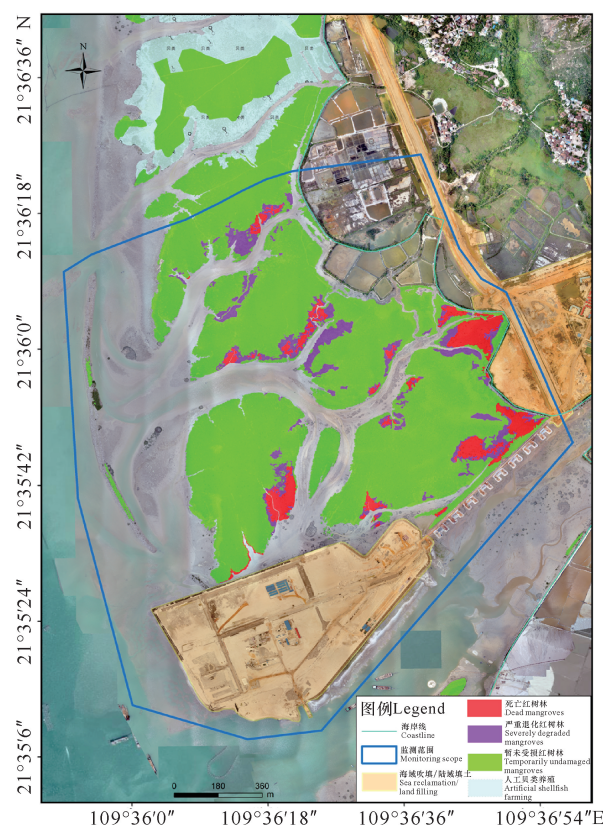 N
21°36′36″ N
21°36′18″
21°36′0″
21°35′42″
21°35′24″
21°35′6″
109°36′0″
109°36′18″
109°36′36″
109°36′54″E
0 180 360
m
图例Legend
海岸线
Coastline
监测范围
Monitoring scope
海域吹填/陆域填土
Sea reclamation/
land filling
死亡红树林
Dead mangroves
严重退化红树林
Severely degraded
mangroves
暂未受损红树林
Temporarily undamaged
mangroves
人工贝类养殖
Artificial shellfish
farming